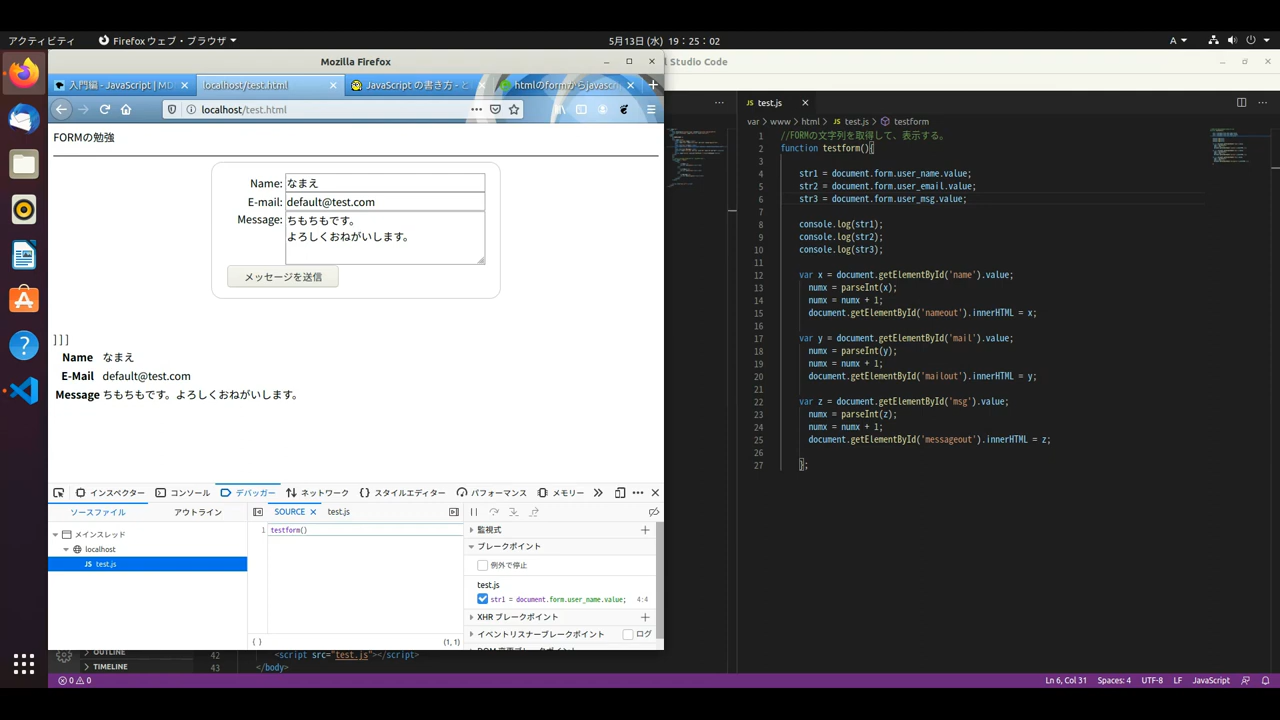 アクティビティ
Firefox ウェブ・ブラウザ
5月13日 (水) 19：25：02
A
Mozilla Firefox
l Studio Code
入門編 - JavaScript | MD
localhost/test.html
JavaScript の書き方 - と
htmlのformからjavascr
localhost/test.html
FORMの勉強
Name: なまえ
E-mail: default@test.com
Message: ちもちもです。
よろしくおねがいします。
メッセージを送信
] ] ]
Name なまえ
E-Mail default@test.com
Message ちもちもです。よろしくおねがいします。
インスペクター
コンソール
デバッガー
ネットワーク
スタイルエディター
パフォーマンス
メモリー
ソースファイル
アウトライン
メインスレッド
localhost
JS test.js
SOURCE
test.js
1 testform()
{ }
(1, 1)
監視式
ブレークポイント
例外で停止
test.js
str1 = document.form.user_name.value; 4:4
XHR ブレークポイント
イベントリスナーブレークポイント
ログ
OUTLINE
TIMELINE
42 <script src="test.js"></script>
43 </body>
JS test.js
var > www > html > JS test.js > testform
1 //FORMの文字列を取得して、表示する。
2 function testform(){
3
4 str1 = document.form.user_name.value;
5 str2 = document.form.user_email.value;
6 str3 = document.form.user_msg.value;
7
8 console.log(str1);
9 console.log(str2);
10 console.log(str3);
11
12 var x = document.getElementById('name').value;
13 numx = parseInt(x);
14 numx = numx + 1;
15 document.getElementById('nameout').innerHTML = x;
16
17 var y = document.getElementById('mail').value;
18 numx = parseInt(y);
19 numx = numx + 1;
20 document.getElementById('mailout').innerHTML = y;
21
22 var z = document.getElementById('msg').value;
23 numx = parseInt(z);
24 numx = numx + 1;
25 document.getElementById('messageout').innerHTML = z;
26
27 };
0 0
Ln 6, Col 31
Spaces: 4
UTF-8
LF
JavaScript